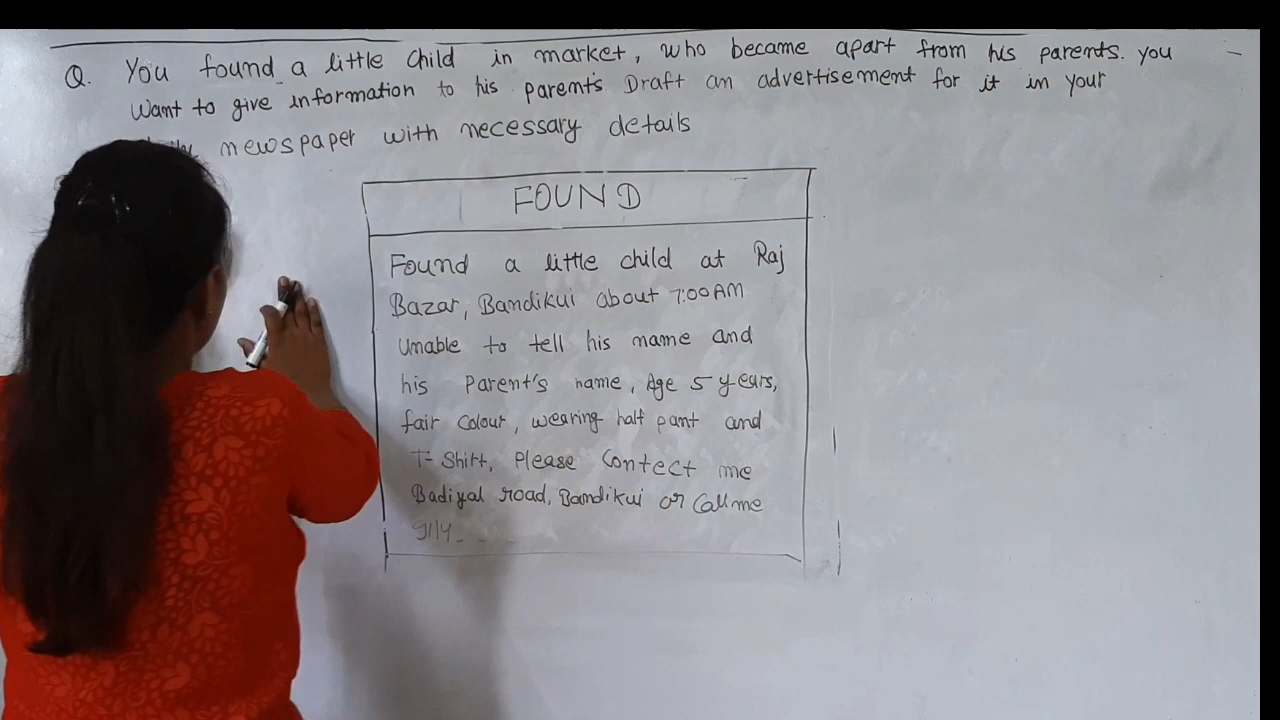 Q. You found a little child in market, who became apart from his parents. you
Want to give information to his parent's Draft an advertisement for it in your
newspaper with necessary details
FOUND
Found a little child at Raj
Bazar, Bandikui about 7:00 AM
Unable to tell his name and
his Parent's name, Age 5 years,
fair Colour, wearing half pant and
T-Shirt, Please Contect me
Badiyal road, Bandikui or Call me
9114----